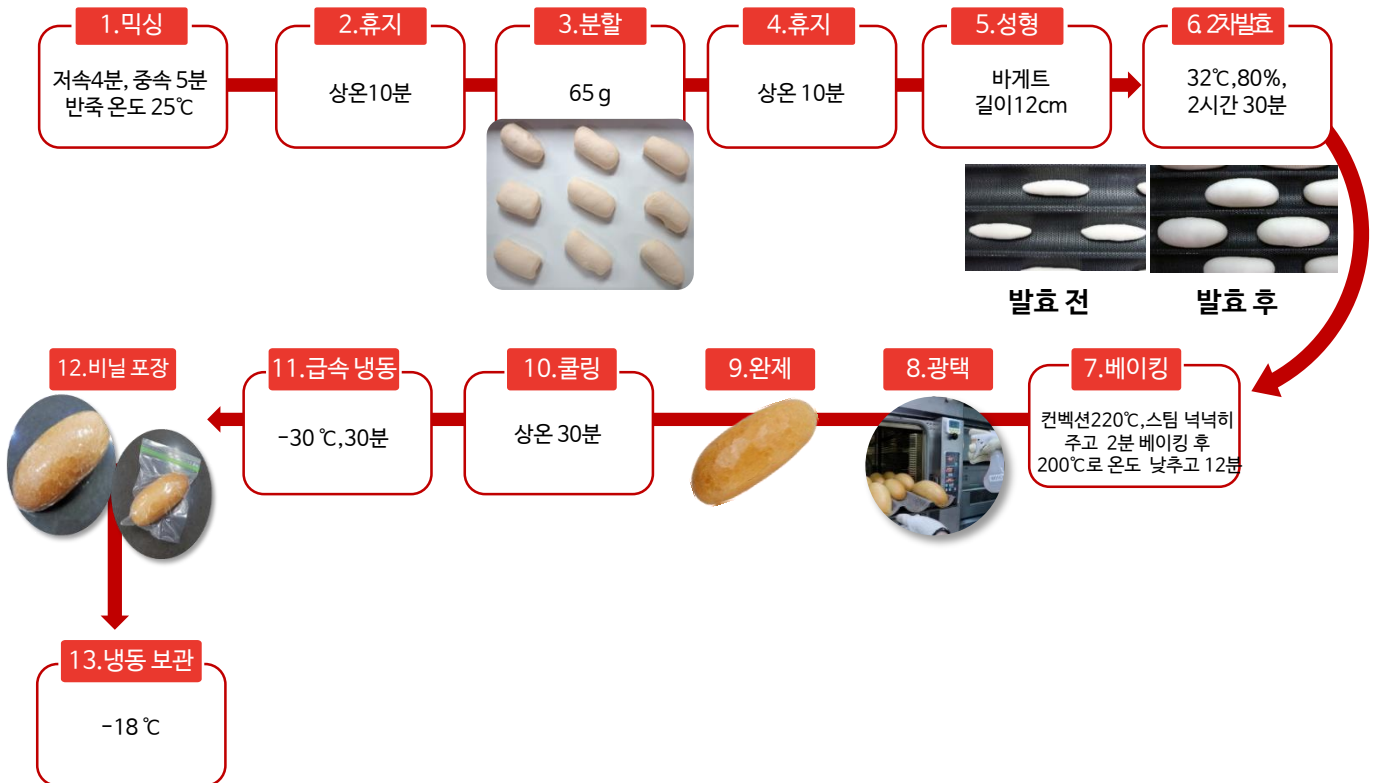 1.믹싱
저속4분, 중속 5분
반죽 온도 25℃
2.휴지
상온10분
3.분할
65 g
4.휴지
상온 10분
5.성형
바게트
길이12cm
6.2차발효
32℃,80%,
2시간 30분
발효 전
발효 후
7.베이킹
컨벡션220℃,스팀 넉넉히
주고 2분 베이킹 후
200℃로 온도 낮추고 12분
8.광택
9.완제
10.쿨링
상온 30분
11.급속 냉동
-30 ℃,30분
12.비닐 포장
13.냉동 보관
-18 ℃